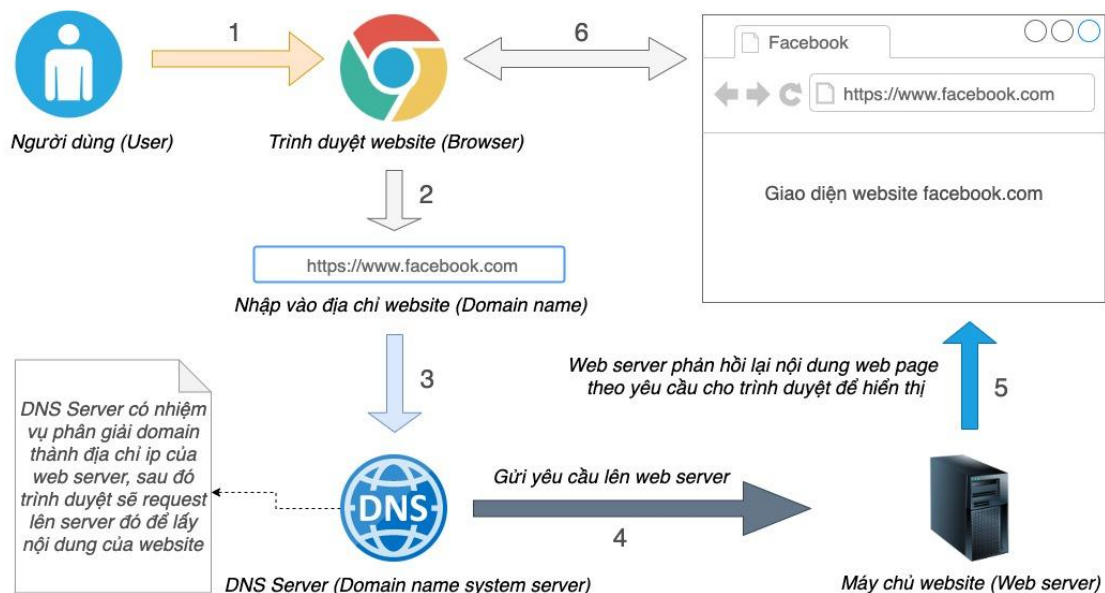 1
6
Facebook
https://www.facebook.com
Người dùng (User)
Trình duyệt website (Browser)
Giao diện website facebook.com
2
https://www.facebook.com
Nhập vào địa chỉ website (Domain name)
3
Web server phản hồi lại nội dung web page
theo yêu cầu cho trình duyệt để hiển thị
5
DNS Server có nhiệm
vụ phân giải domain
thành địa chỉ ip của
web server, sau đó
trình duyệt sẽ request
lên server đó để lấy
nội dung của website
DNS
Gửi yêu cầu lên web server
4
DNS Server (Domain name system server)
Máy chủ website (Web server)